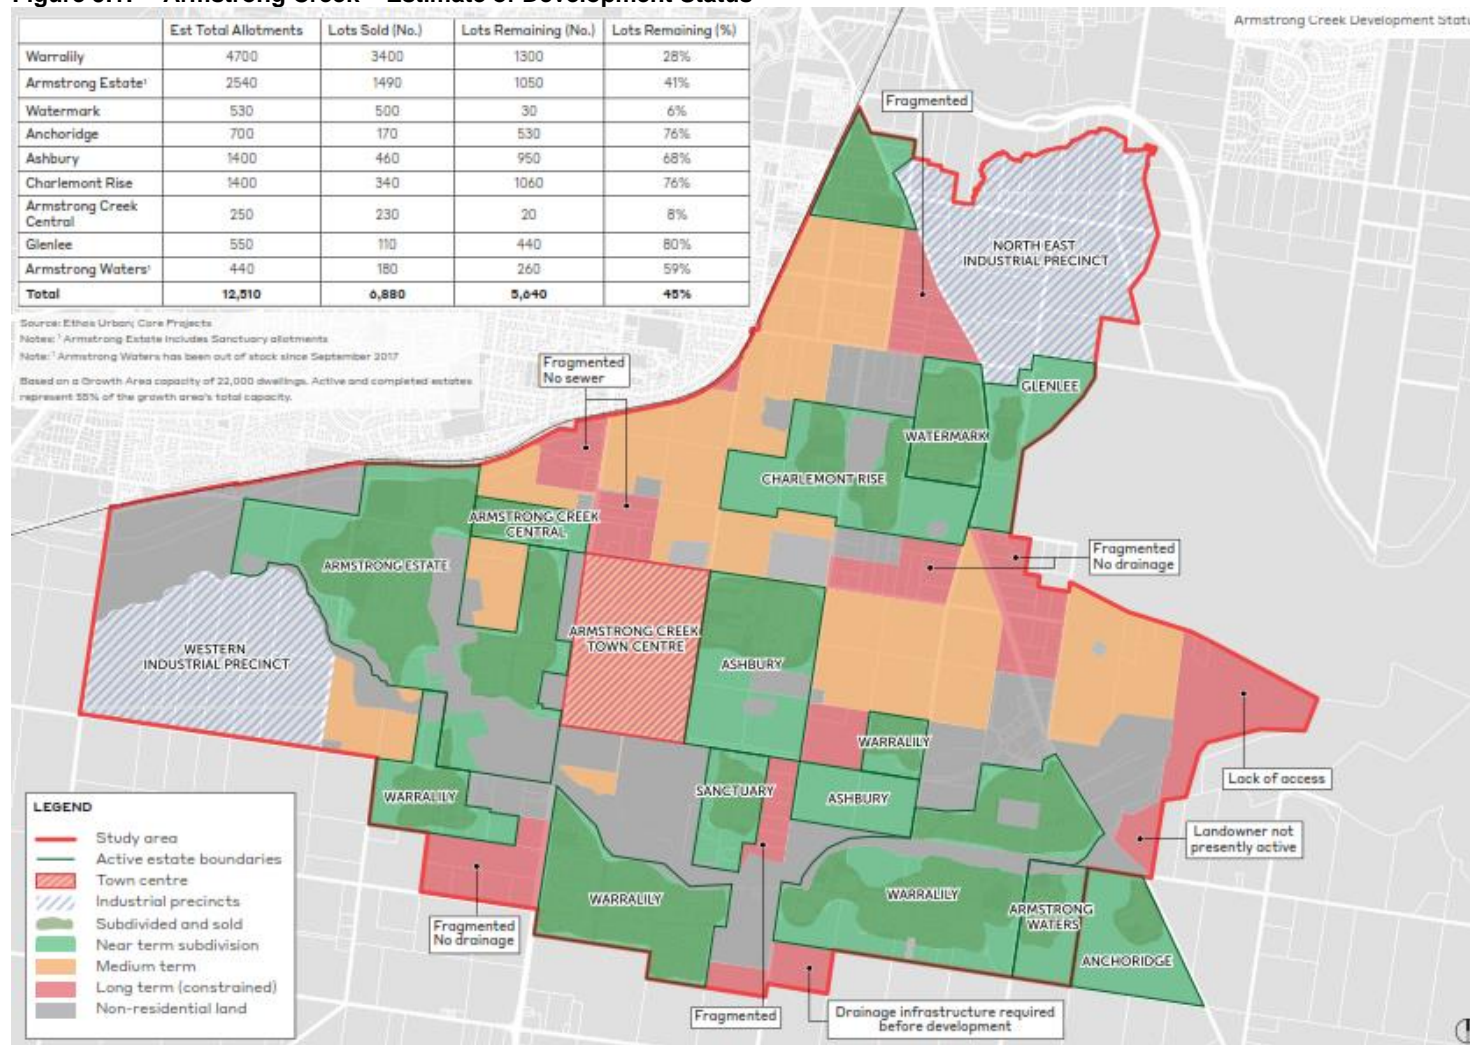 Figure 3.1. Armstrong Creek – Estimate of Development Status
Armstrong Creek Development Statu
Est Total Allotments Lots Sold (No.) Lots Remaining (No.) Lots Remaining (%)
Warralily 4700 3400 1300 28%
Armstrong Estate¹ 2540 1490 1050 41%
Watermark 530 500 30 6%
Anchoridge 700 170 530 76%
Ashbury 1400 460 950 68%
Charlemont Rise 1400 340 1060 76%
Armstrong Creek
Central 250 230 20 8%
Glenlee 550 110 440 80%
Armstrong Waters¹ 440 180 260 59%
Total 12,510 6,880 5,640 45%
Source: Ethos Urban; Core Projects
Notes: ¹ Armstrong Estate includes Sanctuary allotments
Note: ¹ Armstrong Waters has been out of stock since September 2017
Based on a Growth Area capacity of 22,000 dwellings. Active and completed estates
represent 55% of the growth area's total capacity.
Fragmented
NORTH EAST
INDUSTRIAL PRECINCT
Fragmented
No sewer
GLENLEE
WATERMARK
CHARLEMONT RISE
ARMSTRONG CREEK
CENTRAL
Fragmented
No drainage
ARMSTRONG ESTATE
ARMSTRONG CREEK
TOWN CENTRE
WESTERN
INDUSTRIAL PRECINCT
ASHBURY
WARRALILY
Lack of access
SANCTUARY
WARRALILY
ASHBURY
Landowner not
presently active
WARRALILY
WARRALILY
ARMSTRONG
WATERS
Fragmented
No drainage
ANCHORIDGE
Fragmented
Drainage infrastructure required
before development
LEGEND
Study area
Active estate boundaries
Town centre
Industrial precincts
Subdivided and sold
Near term subdivision
Medium term
Long term (constrained)
Non-residential land